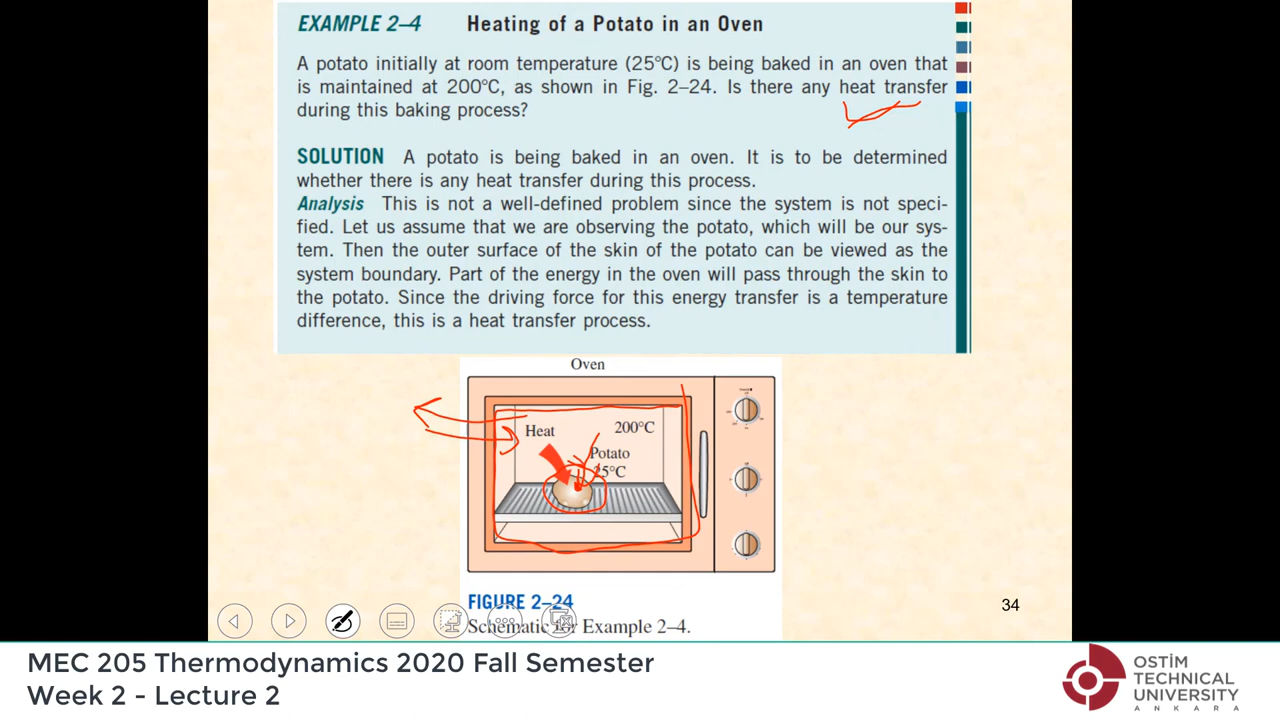 EXAMPLE 2–4 Heating of a Potato in an Oven
A potato initially at room temperature (25°C) is being baked in an oven that
is maintained at 200°C, as shown in Fig. 2–24. Is there any heat transfer
during this baking process?
SOLUTION A potato is being baked in an oven. It is to be determined
whether there is any heat transfer during this process.
Analysis This is not a well-defined problem since the system is not speci-
fied. Let us assume that we are observing the potato, which will be our sys-
tem. Then the outer surface of the skin of the potato can be viewed as the
system boundary. Part of the energy in the oven will pass through the skin to
the potato. Since the driving force for this energy transfer is a temperature
difference, this is a heat transfer process.
Oven
Heat
200°C
Potato
25°C
FIGURE 2–24
Schematic for Example 2–4.
34
MEC 205 Thermodynamics 2020 Fall Semester
Week 2 - Lecture 2
OSTİM
TECHNICAL
UNIVERSITY
ANKARA